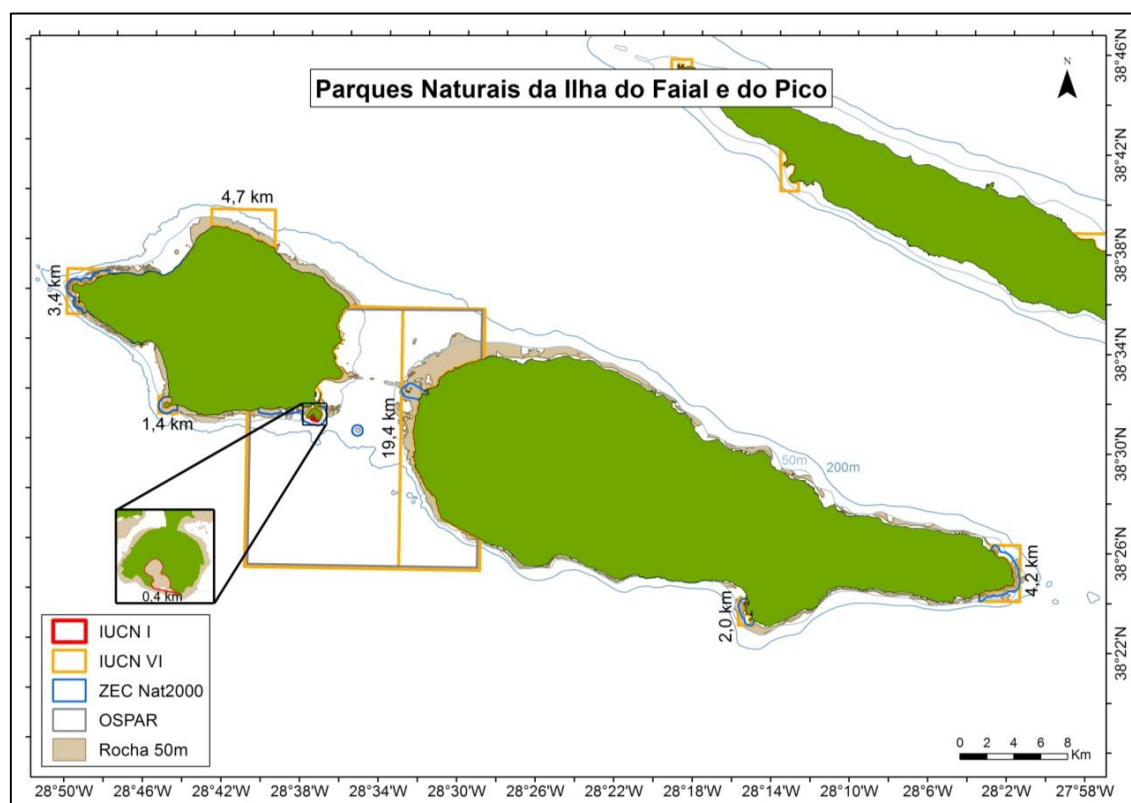 Parques Naturais da Ilha do Faial e do Pico
N
38°46'N
38°42'N
38°38'N
38°34'N
38°30'N
38°26'N
38°22'N
4,7 km
3,4 km
1,4 km
19,4 km
50m
200m
4,2 km
2,0 km
0,4 km
IUCN I
IUCN VI
ZEC Nat2000
OSPAR
Rocha 50m
0 2 4 6 8
Km
28°50'W 28°46'W 28°42'W 28°38'W 28°34'W 28°30'W 28°26'W 28°22'W 28°18'W 28°14'W 28°10'W 28°6'W 28°2'W 27°58'W